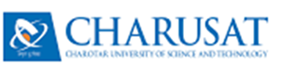 CHARUSAT
CHAROTAR UNIVERSITY OF SCIENCE AND TECHNOLOGY